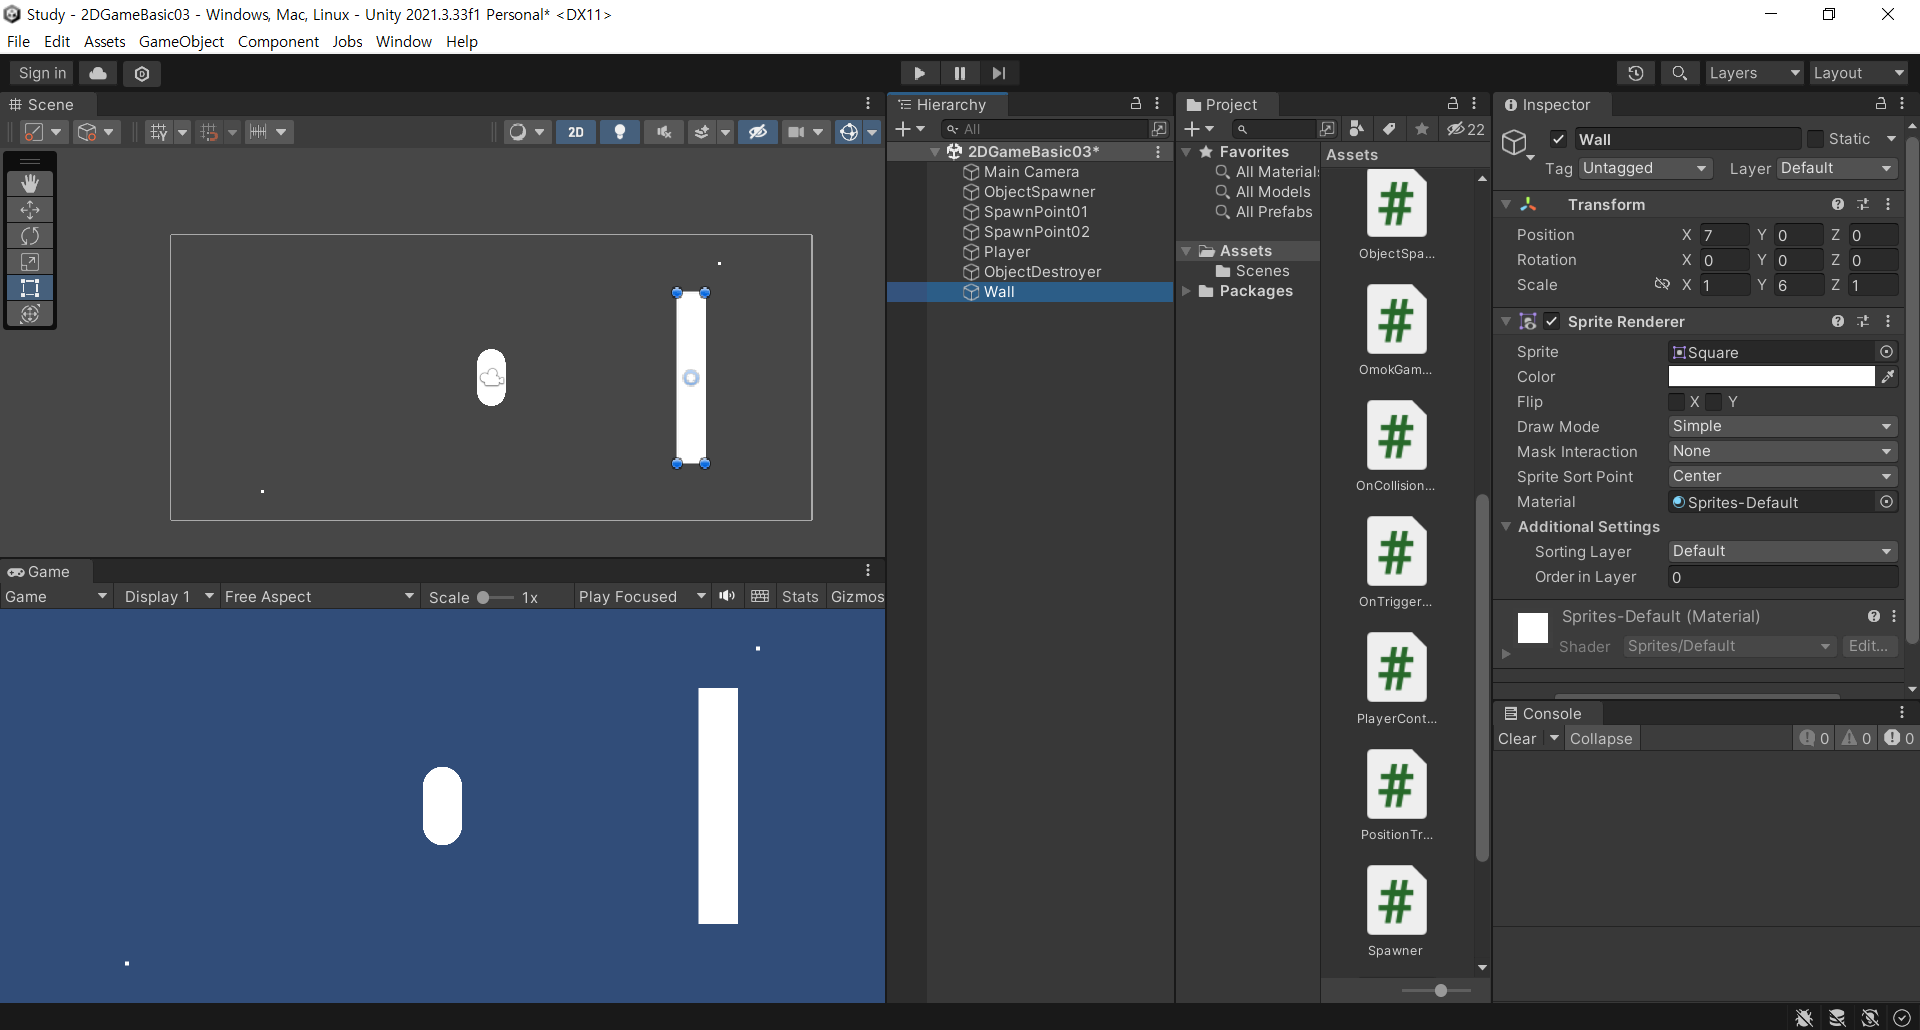 Study - 2DGameBasic03 - Windows, Mac, Linux - Unity 2021.3.33f1 Personal* <DX11>
File Edit Assets GameObject Component Jobs Window Help
Sign in
Layers
Layout
Scene
2D
Game
Game
Display 1
Free Aspect
Scale
1x
Play Focused
Stats
Gizmos
Hierarchy
All
2DGameBasic03*
Main Camera
ObjectSpawner
SpawnPoint01
SpawnPoint02
Player
ObjectDestroyer
Wall
Project
22
Favorites
All Material
All Models
All Prefabs
Assets
Scenes
Packages
Assets
ObjectSpa...
OmokGam...
OnCollision...
OnTrigger...
PlayerCont...
PositionTr...
Spawner
Inspector
Wall
Static
Tag Untagged Layer Default
Transform
Position X 7 Y 0 Z 0
Rotation X 0 Y 0 Z 0
Scale X 1 Y 6 Z 1
Sprite Renderer
Sprite Square
Color
Flip X Y
Draw Mode Simple
Mask Interaction None
Sprite Sort Point Center
Material Sprites-Default
Additional Settings
Sorting Layer Default
Order in Layer 0
Sprites-Default (Material)
Shader Sprites/Default Edit...
Console
Clear Collapse 0 0 0